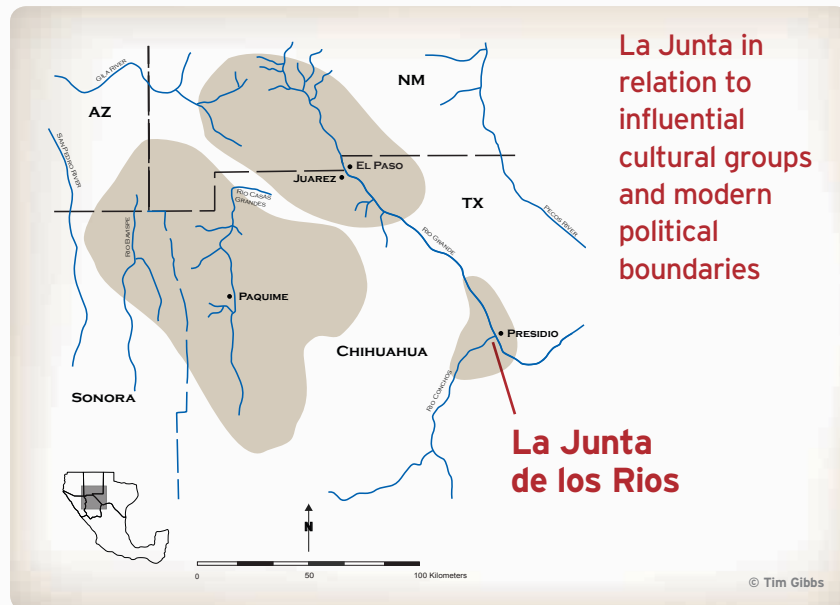 La Junta in
relation to
influential
cultural groups
and modern
political
boundaries
GILA RIVER
AZ
NM
SAN PEDRO RIVER
EL PASO
JUAREZ
RIO CASAS
GRANDES
TX
PECOS RIVER
RIO BAVISPE
RIO GRANDE
PAQUIME
PRESIDIO
CHIHUAHUA
RIO CONCHOS
SONORA
La Junta
de los Rios
N
0 50 100 Kilometers
© Tim Gibbs